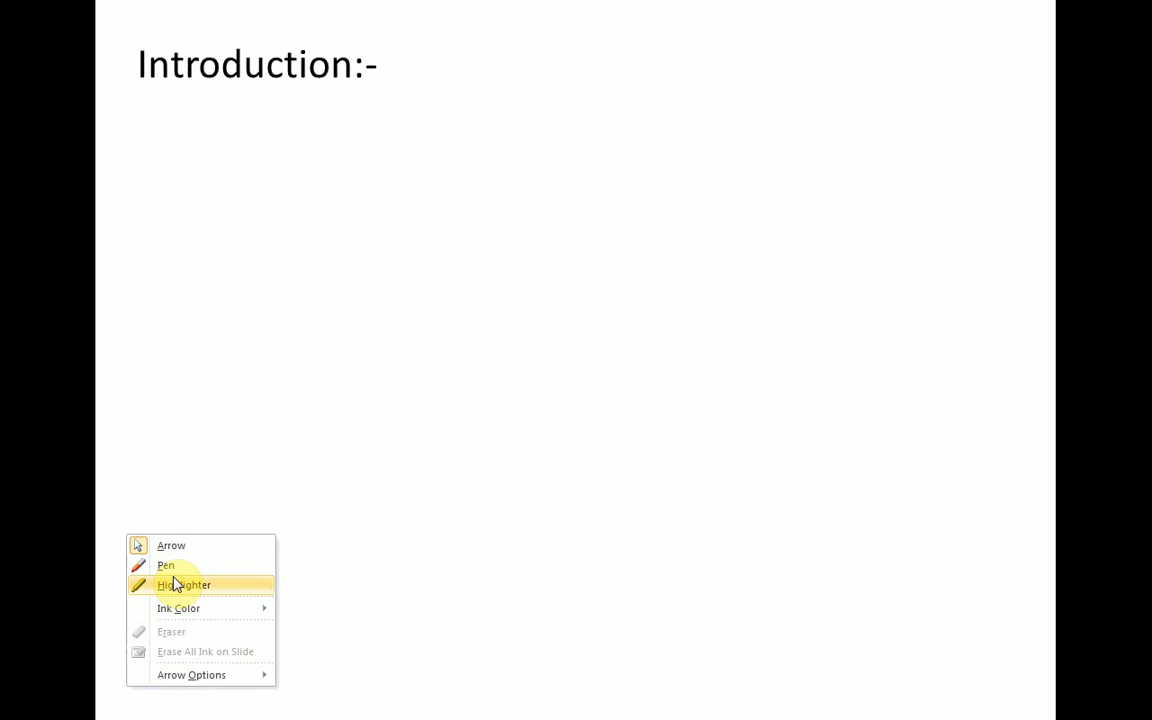 Introduction:-
Arrow
Pen
Highlighter
Ink Color
Eraser
Erase All Ink on Slide
Arrow Options